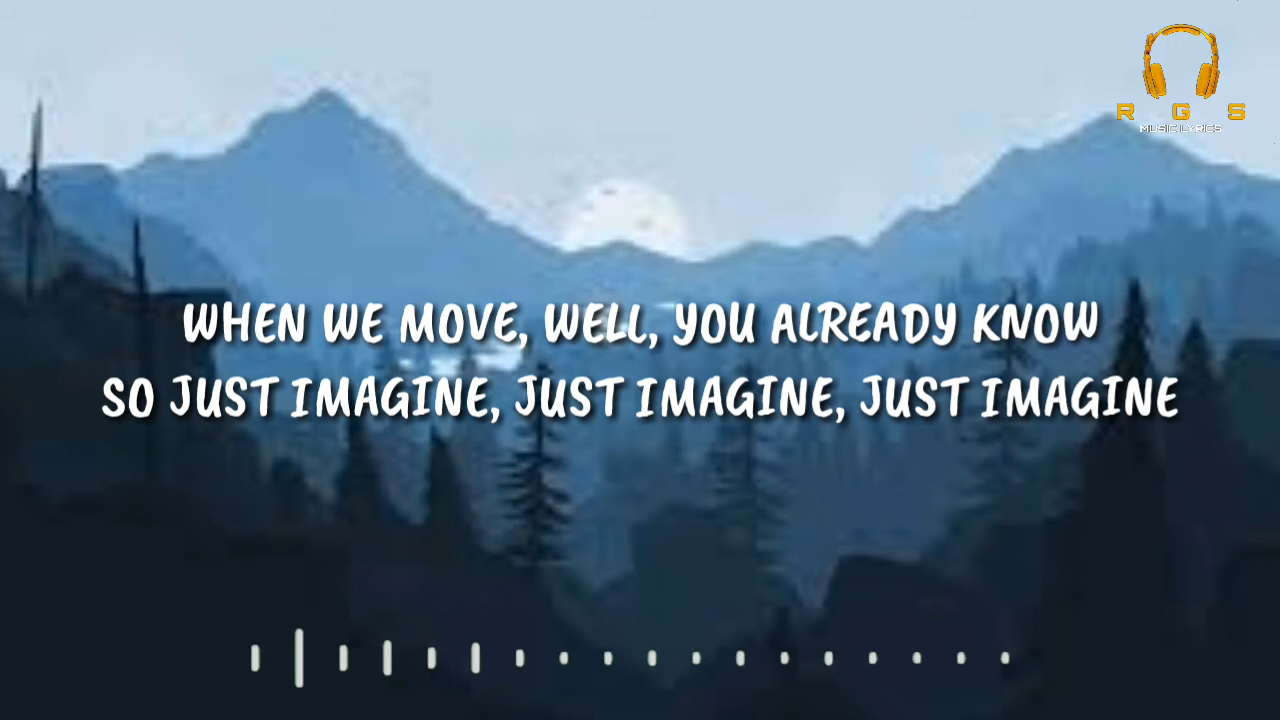 R G S
MUSIC LYRICS
WHEN WE MOVE, WELL, YOU ALREADY KNOW
SO JUST IMAGINE, JUST IMAGINE, JUST IMAGINE